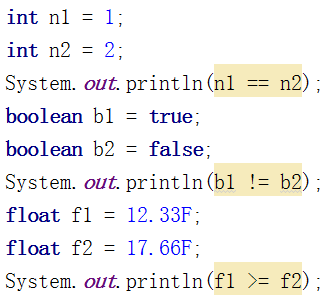 int n1 = 1;
int n2 = 2;
System.out.println(n1 == n2);
boolean b1 = true;
boolean b2 = false;
System.out.println(b1 != b2);
float f1 = 12.33F;
float f2 = 17.66F;
System.out.println(f1 >= f2);